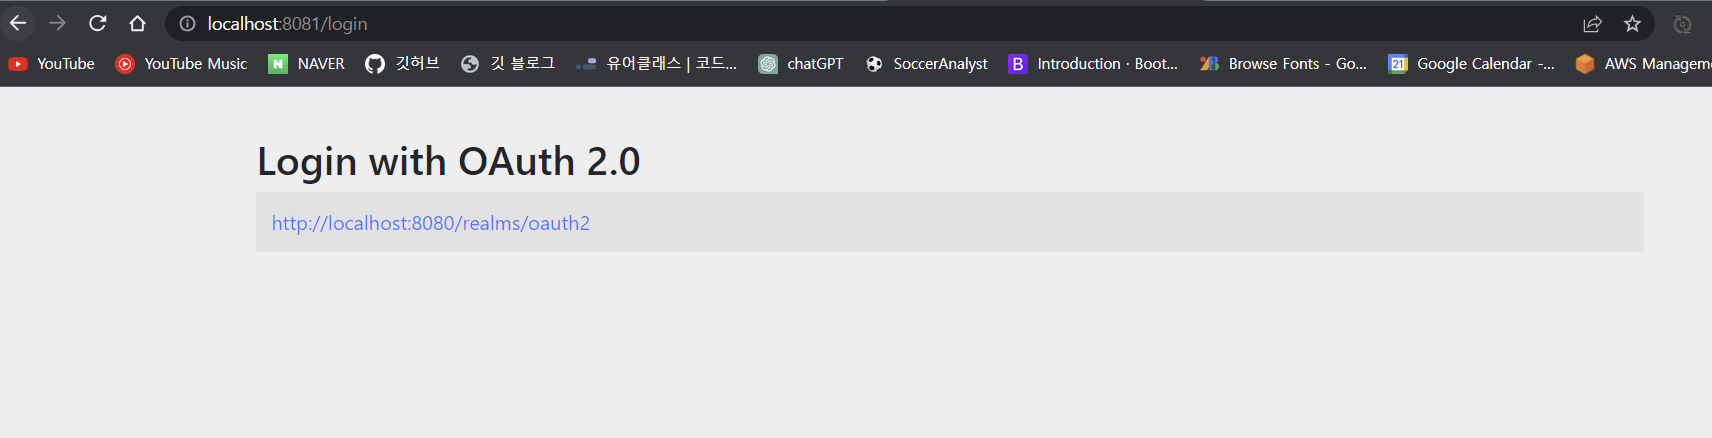 localhost:8081/login
YouTube YouTube Music NAVER 깃허브 깃 블로그 유어클래스 | 코드... chatGPT SoccerAnalyst Introduction · Boot... Browse Fonts - Go... 21 Google Calendar -... AWS Managem
Login with OAuth 2.0
http://localhost:8080/realms/oauth2